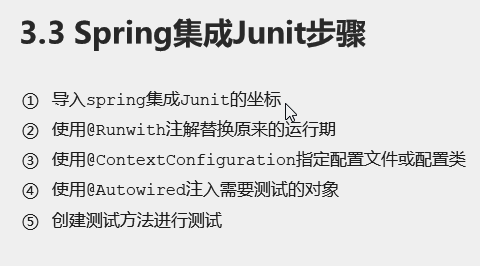 3.3 Spring集成Junit步骤
① 导入spring集成Junit的坐标
② 使用@Runwith注解替换原来的运行期
③ 使用@ContextConfiguration指定配置文件或配置类
④ 使用@Autowired注入需要测试的对象
⑤ 创建测试方法进行测试